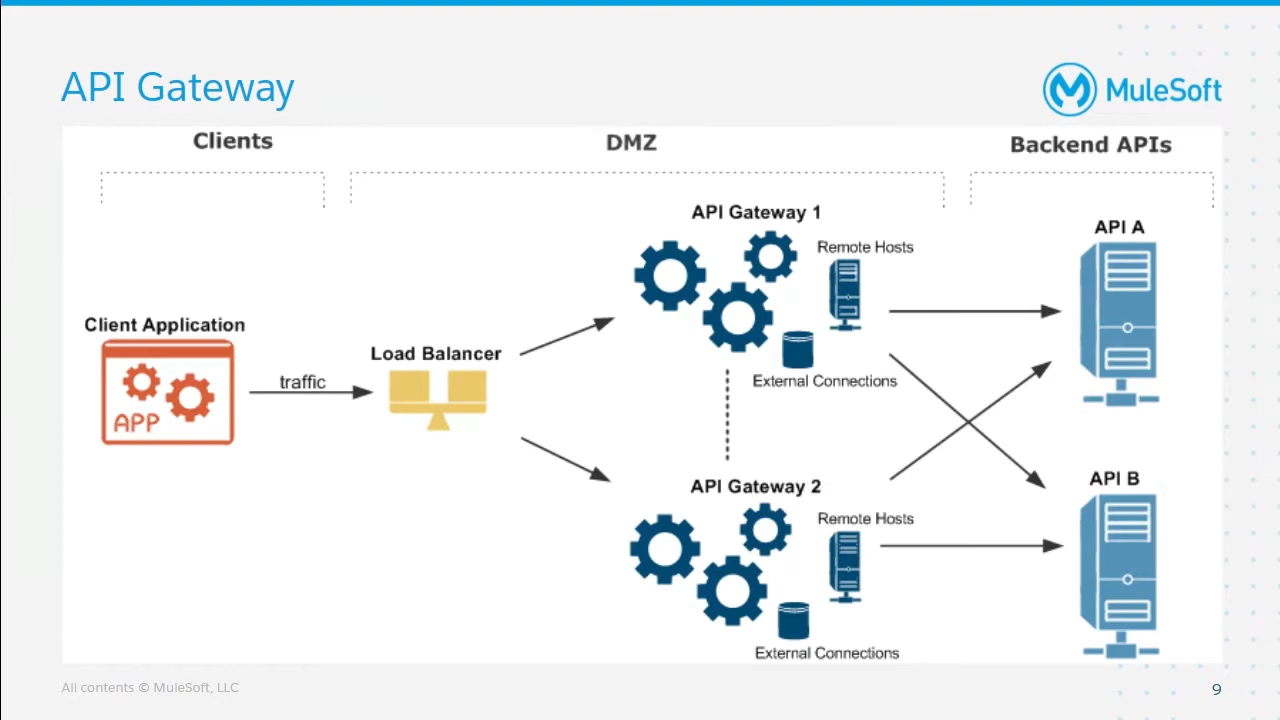 API Gateway
MuleSoft
Clients
DMZ
Backend APIs
API Gateway 1
Remote Hosts
External Connections
API A
Client Application
APP
traffic
Load Balancer
API Gateway 2
Remote Hosts
External Connections
API B
All contents © MuleSoft, LLC
9